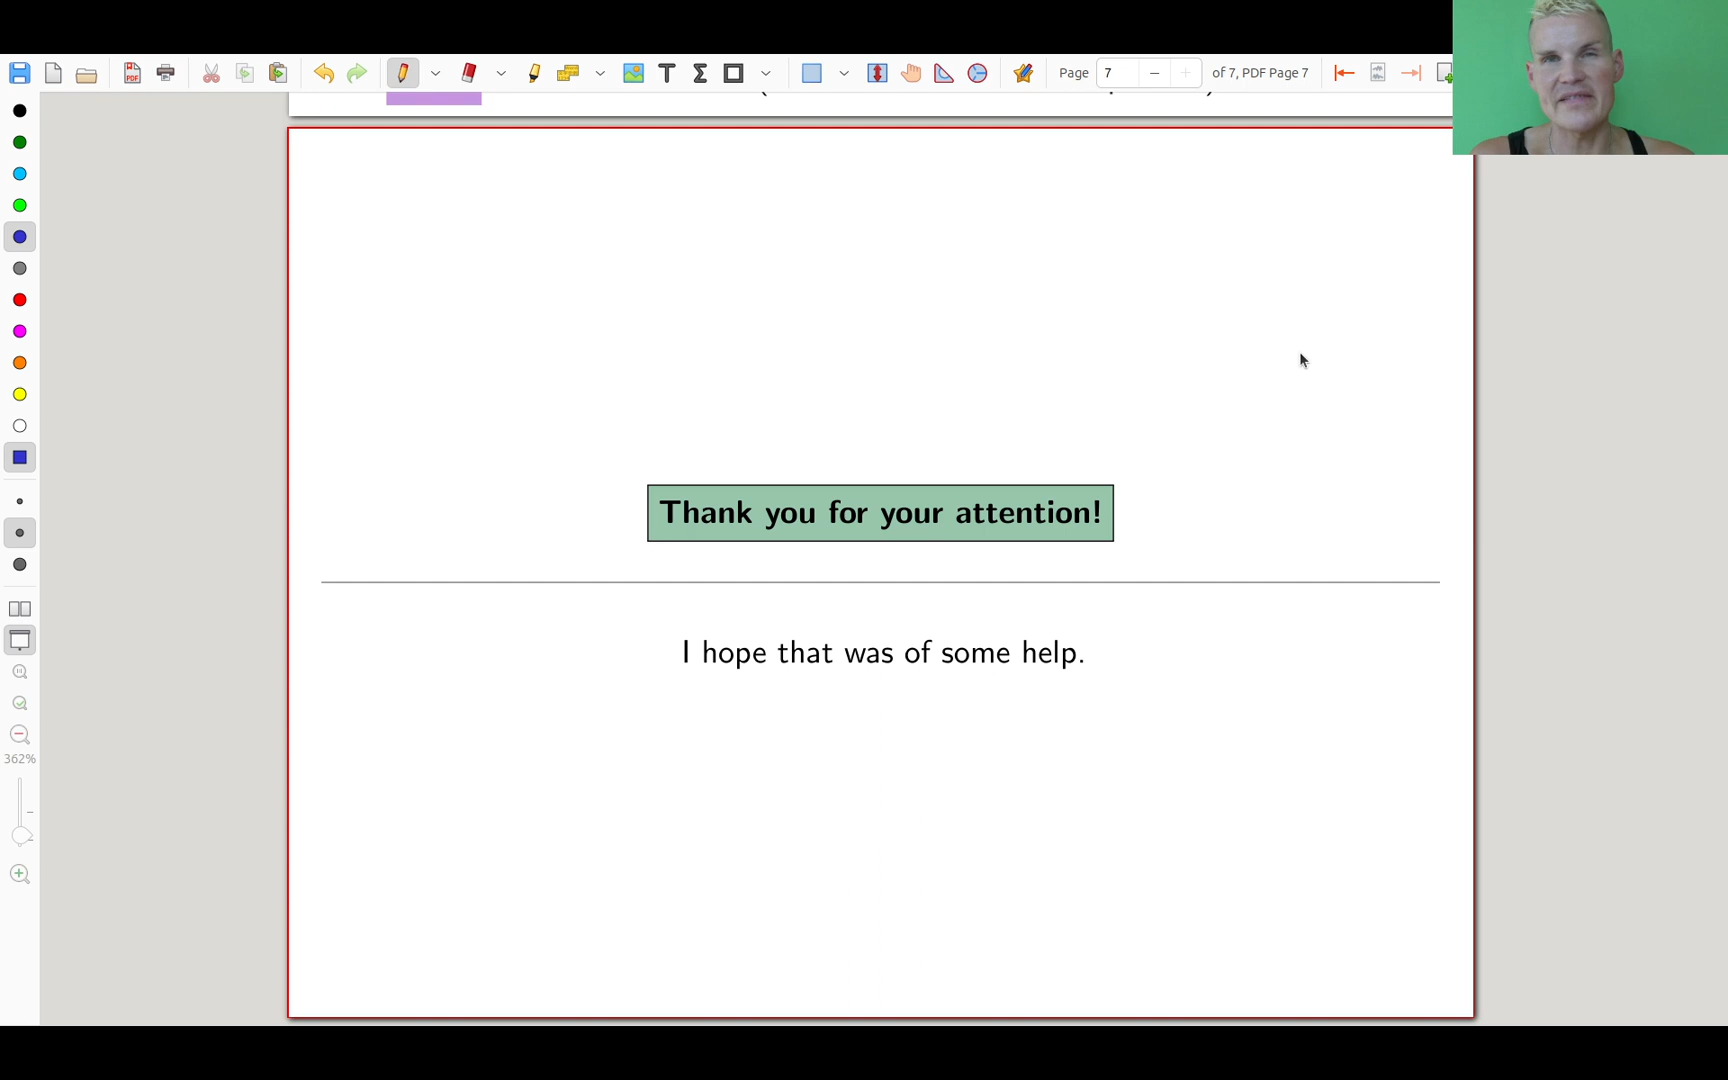 Page 7 of 7, PDF Page 7
Thank you for your attention!
I hope that was of some help.
362%